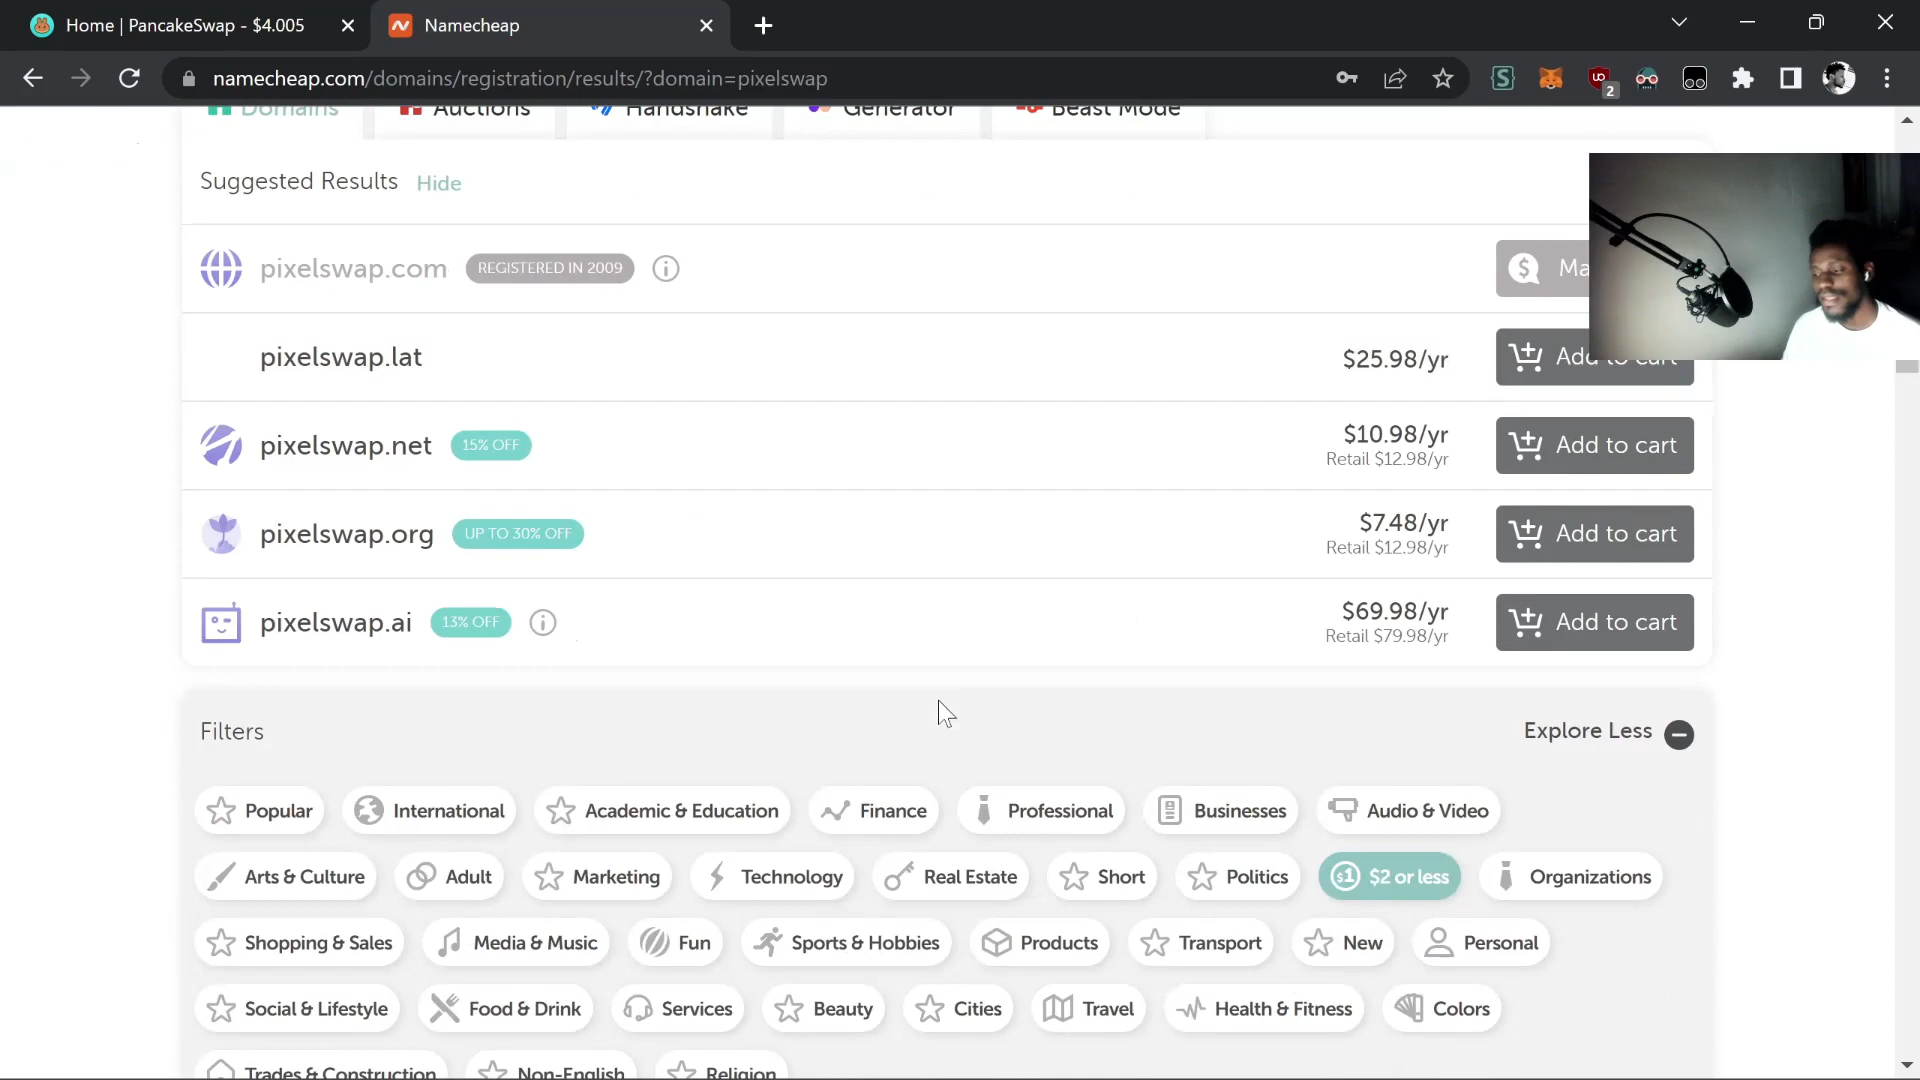 Home | PancakeSwap - $4.005
Namecheap
namecheap.com/domains/registration/results/?domain=pixelswap
2
Domains
Auctions
Handshake
Generator
Beast Mode
Suggested Results Hide
pixelswap.com REGISTERED IN 2009
Ma
pixelswap.lat
$25.98/yr
Add to cart
pixelswap.net 15% OFF
$10.98/yr
Retail $12.98/yr
Add to cart
pixelswap.org UP TO 30% OFF
$7.48/yr
Retail $12.98/yr
Add to cart
pixelswap.ai 13% OFF
$69.98/yr
Retail $79.98/yr
Add to cart
Filters
Explore Less
Popular International Academic & Education Finance Professional Businesses Audio & Video
Arts & Culture Adult Marketing Technology Real Estate Short Politics $2 or less Organizations
Shopping & Sales Media & Music Fun Sports & Hobbies Products Transport New Personal
Social & Lifestyle Food & Drink Services Beauty Cities Travel Health & Fitness Colors
Trades & Construction Non-English Religion